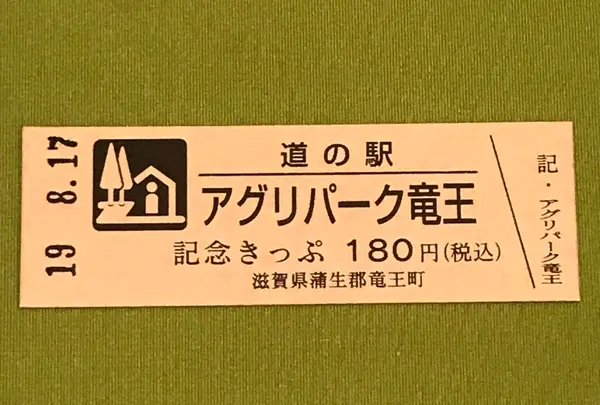 19 8.17
道の駅
アグリパーク竜王
記念きっぷ 180円(税込)
滋賀県蒲生郡竜王町
記・アグリパーク竜王